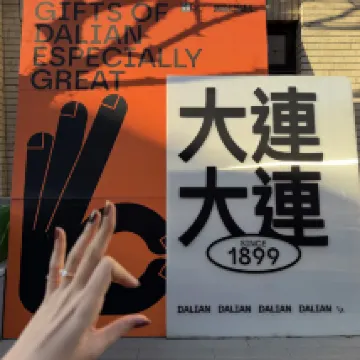 GIFTS OF
DALIAN
ESPECIALLY
GREAT
大連
大連
SINCE
1899
DALIAN DALIAN DALIAN DALIAN